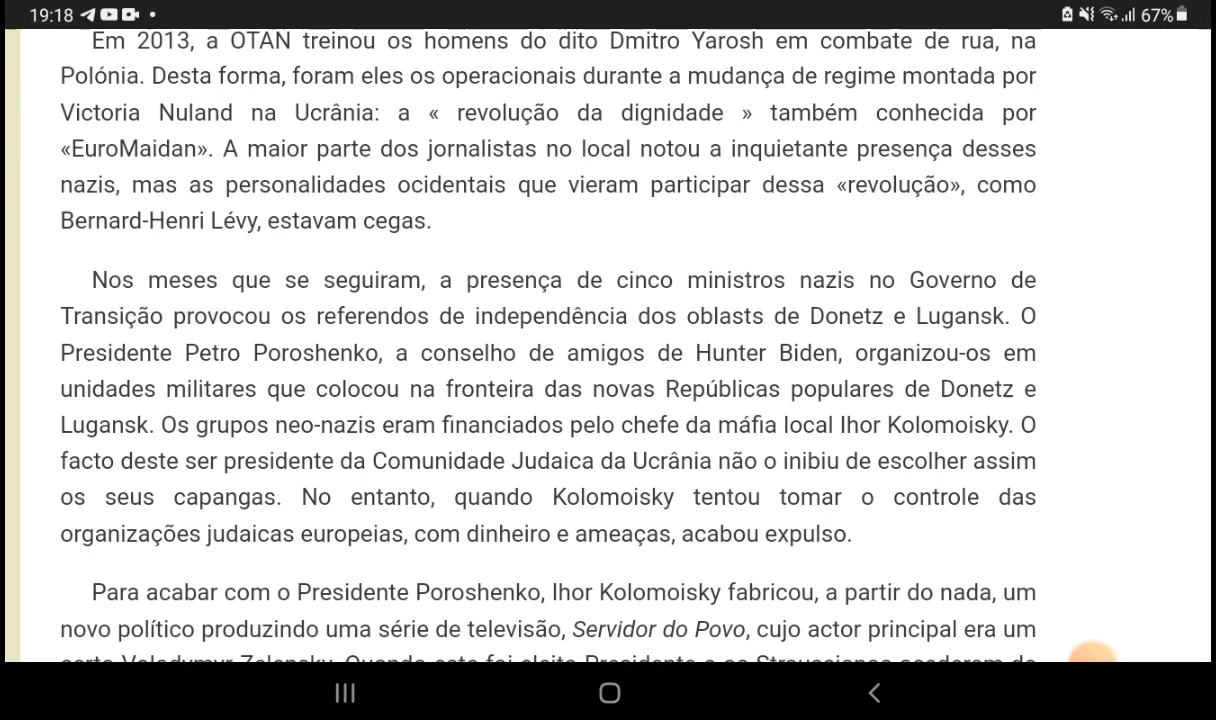 19:18
67%
Em 2013, a OTAN treinou os homens do dito Dmitro Yarosh em combate de rua, na
Polónia. Desta forma, foram eles os operacionais durante a mudança de regime montada por
Victoria Nuland na Ucrânia: a « revolução da dignidade » também conhecida por
«EuroMaidan». A maior parte dos jornalistas no local notou a inquietante presença desses
nazis, mas as personalidades ocidentais que vieram participar dessa «revolução», como
Bernard-Henri Lévy, estavam cegas.
Nos meses que se seguiram, a presença de cinco ministros nazis no Governo de
Transição provocou os referendos de independência dos oblasts de Donetz e Lugansk. O
Presidente Petro Poroshenko, a conselho de amigos de Hunter Biden, organizou-os em
unidades militares que colocou na fronteira das novas Repúblicas populares de Donetz e
Lugansk. Os grupos neo-nazis eram financiados pelo chefe da máfia local Ihor Kolomoisky. O
facto deste ser presidente da Comunidade Judaica da Ucrânia não o inibiu de escolher assim
os seus capangas. No entanto, quando Kolomoisky tentou tomar o controle das
organizações judaicas europeias, com dinheiro e ameaças, acabou expulso.
Para acabar com o Presidente Poroshenko, Ihor Kolomoisky fabricou, a partir do nada, um
novo político produzindo uma série de televisão, Servidor do Povo, cujo actor principal era um